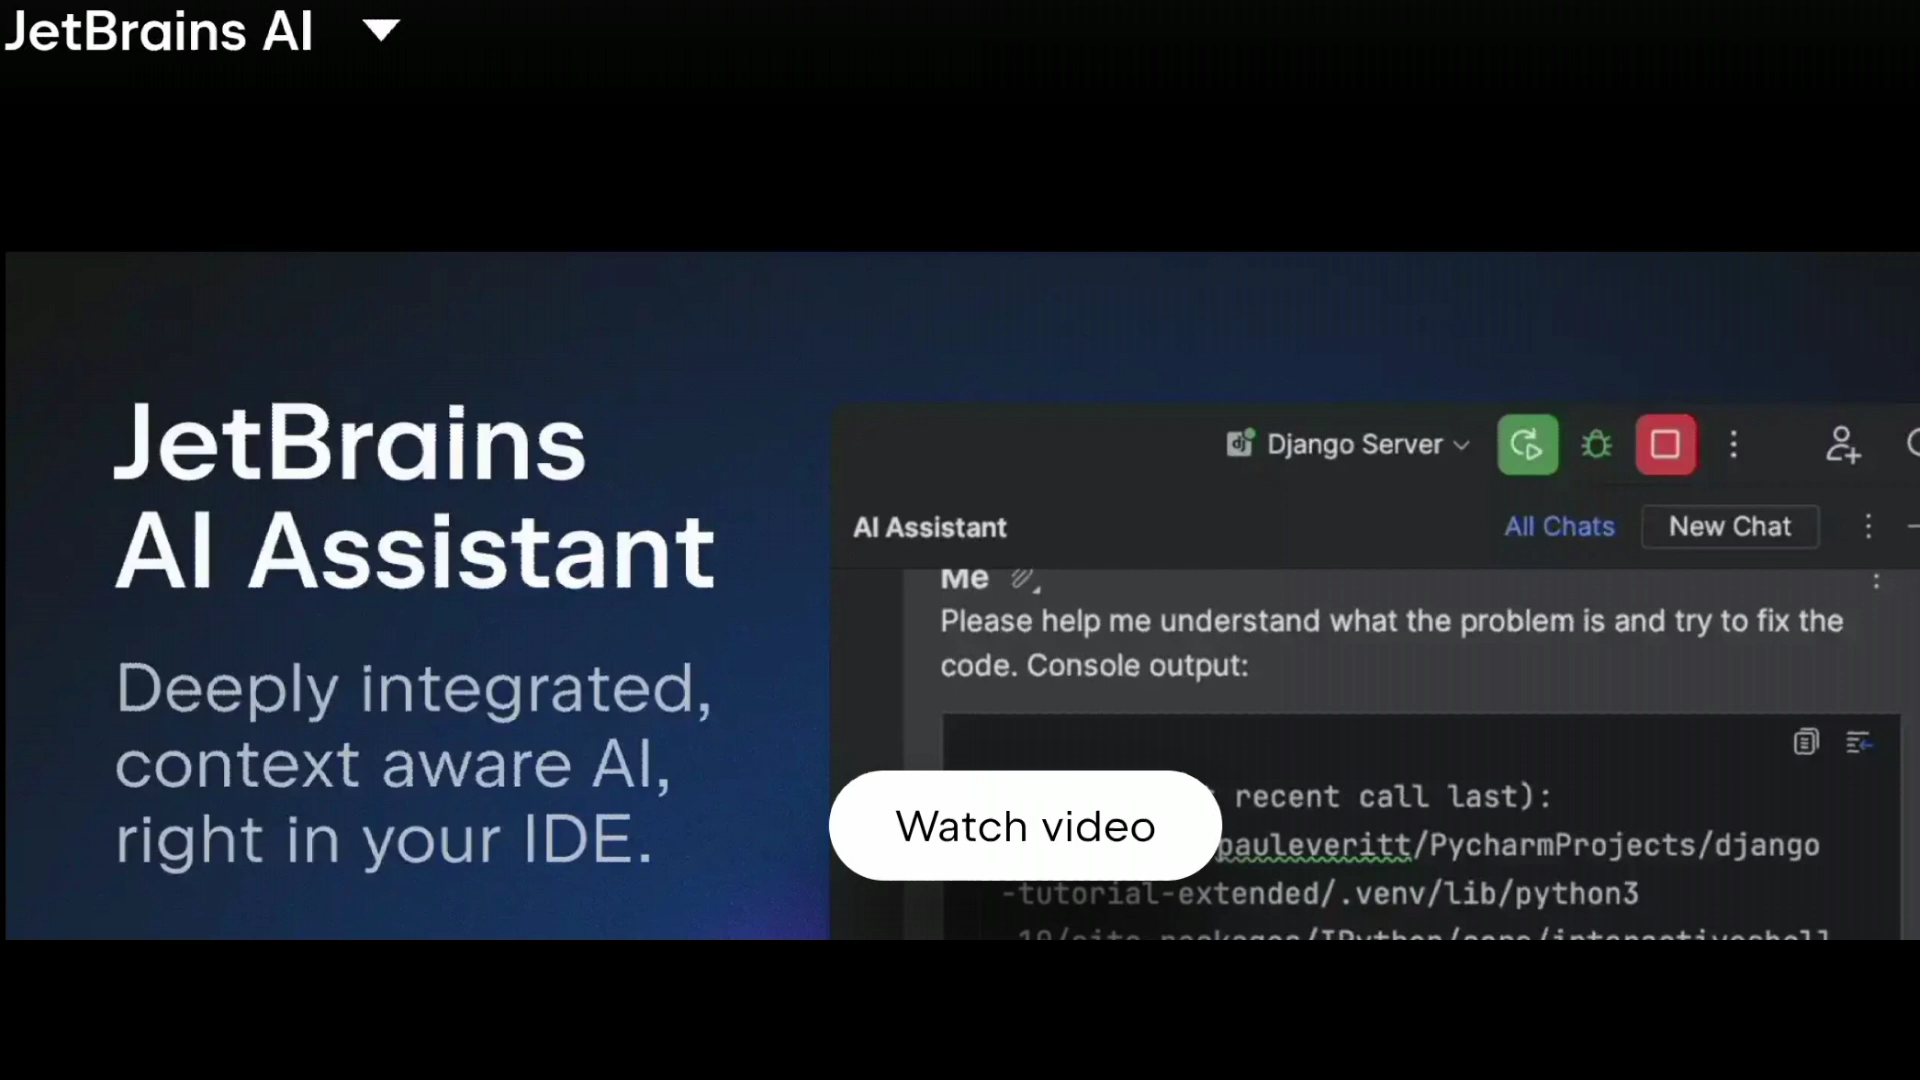 JetBrains AI
JetBrains
AI Assistant
Deeply integrated,
context aware AI,
right in your IDE.
Django Server
AI Assistant
All Chats
New Chat
Me
Please help me understand what the problem is and try to fix the
code. Console output:
recent call last):
pauleveritt/PycharmProjects/django
-tutorial-extended/.venv/lib/python3
Watch video